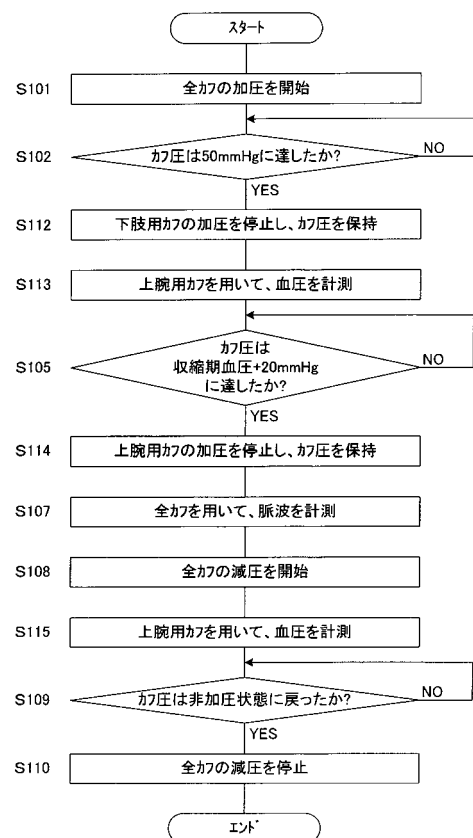 スタート
S101
全カフの加圧を開始
S102
カフ圧は50mmHgに達したか?
NO
YES
S112
下肢用カフの加圧を停止し、カフ圧を保持
S113
上腕用カフを用いて、血圧を計測
S105
カフ圧は
収縮期血圧+20mmHg
に達したか?
NO
YES
S114
上腕用カフの加圧を停止し、カフ圧を保持
S107
全カフを用いて、脈波を計測
S108
全カフの減圧を開始
S115
上腕用カフを用いて、血圧を計測
S109
カフ圧は非加圧状態に戻ったか?
NO
YES
S110
全カフの減圧を停止
エンド